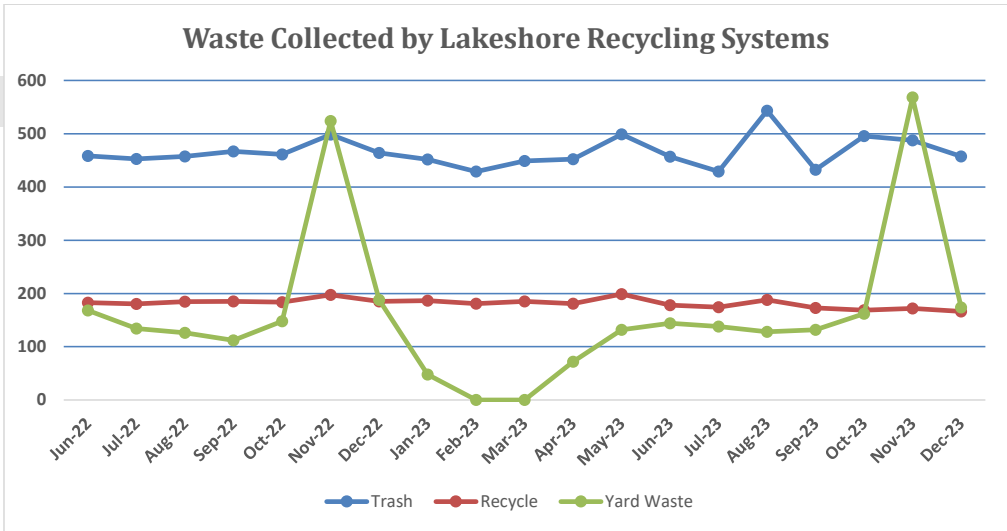 Waste Collected by Lakeshore Recycling Systems
600
500
400
300
200
100
0
Jun-22
Jul-22
Aug-22
Sep-22
Oct-22
Nov-22
Dec-22
Jan-23
Feb-23
Mar-23
Apr-23
May-23
Jun-23
Jul-23
Aug-23
Sep-23
Oct-23
Nov-23
Dec-23
Trash
Recycle
Yard Waste